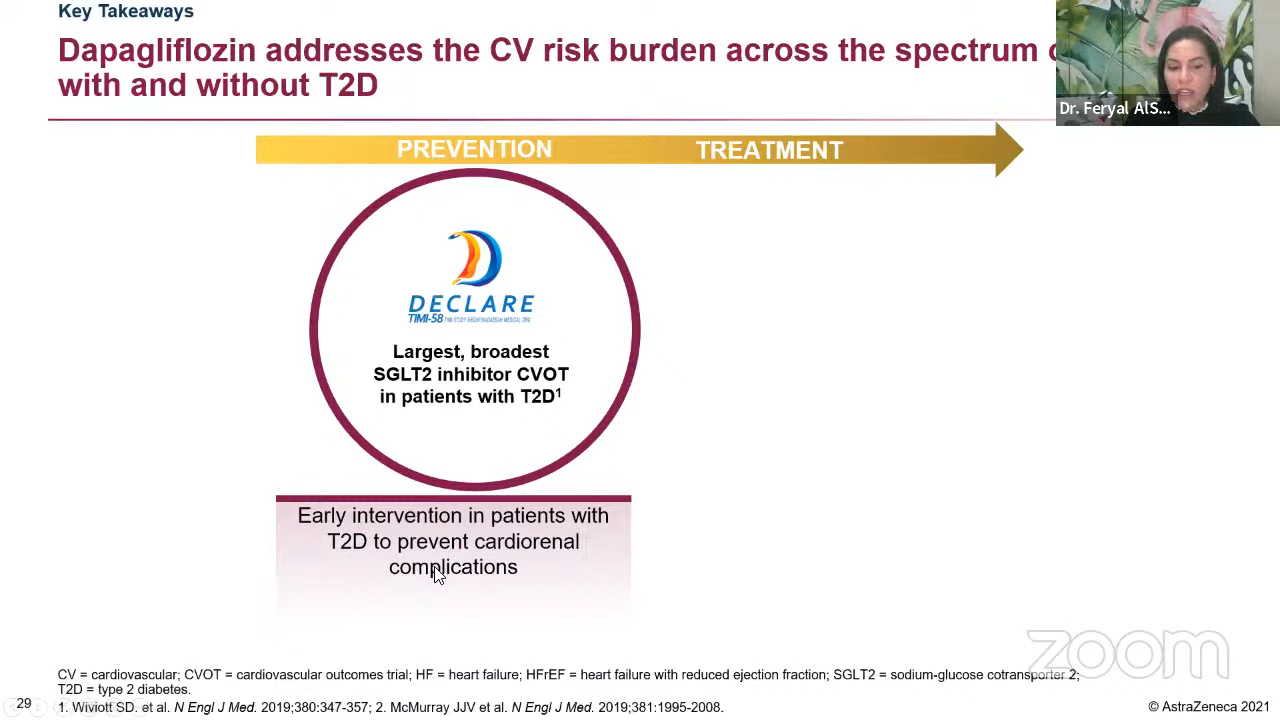 Key Takeaways
Dapagliflozin addresses the CV risk burden across the spectrum
with and without T2D
Dr. Feryal AlS...
PREVENTION
TREATMENT
DECLARE
TIMI-58
Largest, broadest
SGLT2 inhibitor CVOT
in patients with T2D¹
Early intervention in patients with
T2D to prevent cardiorenal
complications
zoom
CV = cardiovascular; CVOT = cardiovascular outcomes trial; HF = heart failure; HFrEF = heart failure with reduced ejection fraction; SGLT2 = sodium-glucose cotransporter 2;
T2D = type 2 diabetes.
1. Wiviott SD. et al. N Engl J Med. 2019;380:347-357; 2. McMurray JJV et al. N Engl J Med. 2019;381:1995-2008.
29
© AstraZeneca 2021